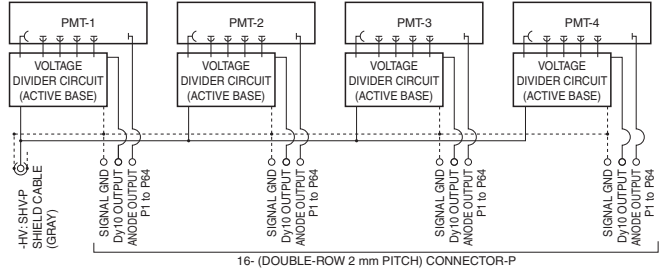 PMT-1
PMT-2
PMT-3
PMT-4
VOLTAGE
DIVIDER CIRCUIT
(ACTIVE BASE)
VOLTAGE
DIVIDER CIRCUIT
(ACTIVE BASE)
VOLTAGE
DIVIDER CIRCUIT
(ACTIVE BASE)
VOLTAGE
DIVIDER CIRCUIT
(ACTIVE BASE)
-HV: SHV-P
SHIELD CABLE
(GRAY)
SIGNAL GND
Dy10 OUTPUT
ANODE OUTPUT
P1 to P64
SIGNAL GND
Dy10 OUTPUT
ANODE OUTPUT
P1 to P64
SIGNAL GND
Dy10 OUTPUT
ANODE OUTPUT
P1 to P64
SIGNAL GND
Dy10 OUTPUT
ANODE OUTPUT
P1 to P64
16- (DOUBLE-ROW 2 mm PITCH) CONNECTOR-P